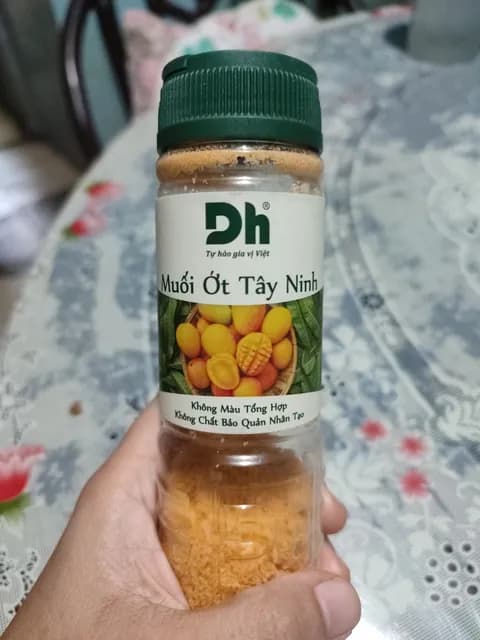 Dh®
Tự hào gia vị Việt
Muối Ớt Tây Ninh
Không Màu Tổng Hợp
Không Chất Bảo Quản Nhân Tạo